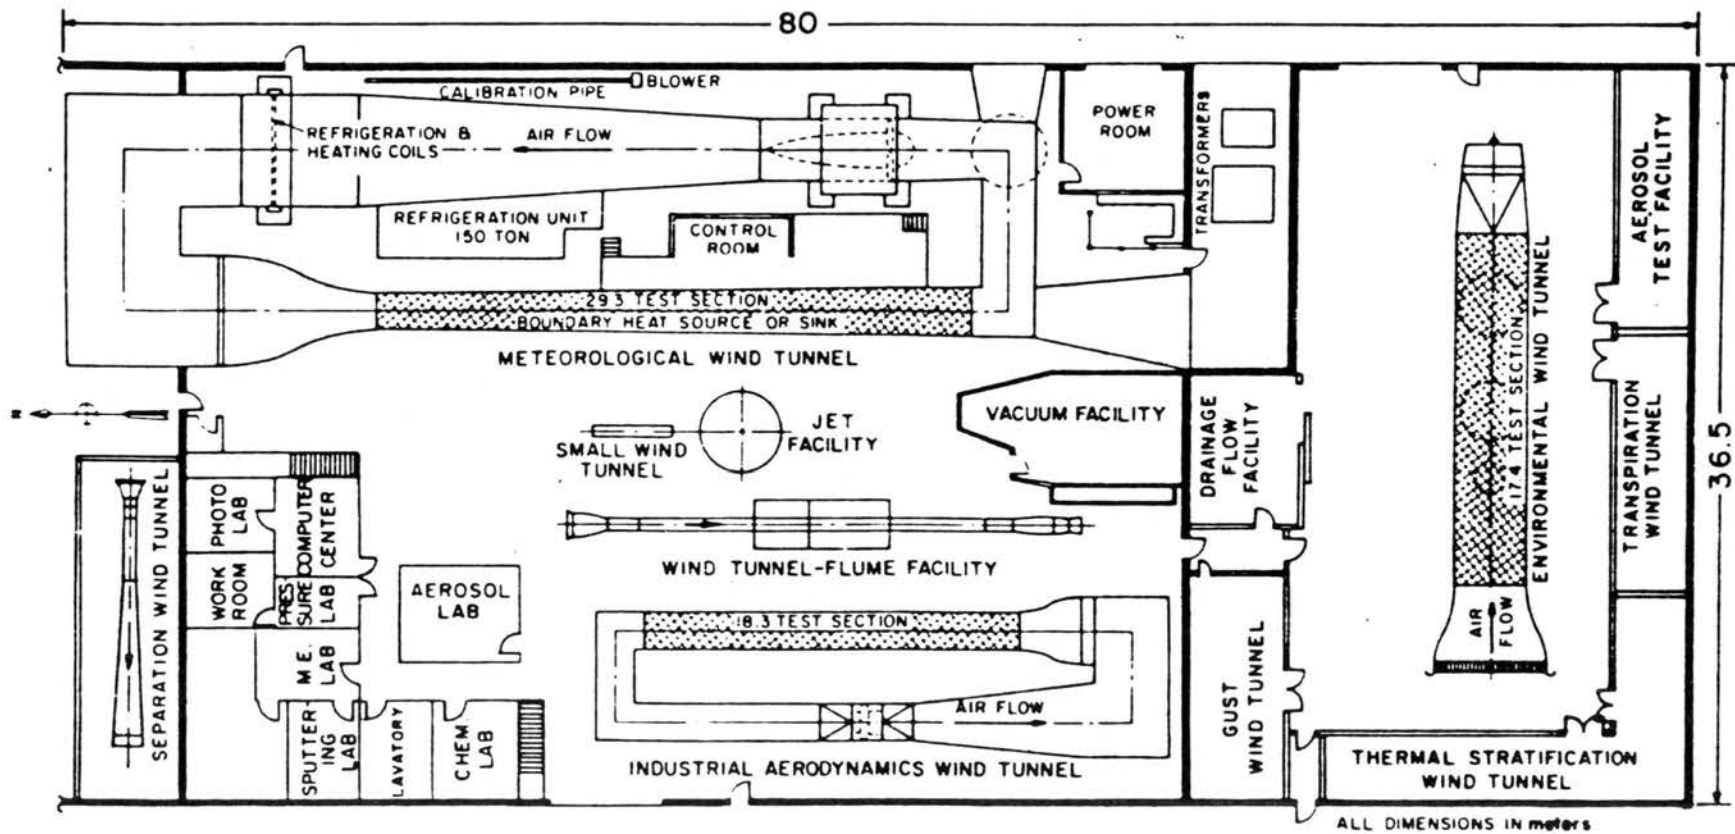 80
BLOWER
CALIBRATION PIPE
REFRIGERATION &
HEATING COILS
AIR FLOW
POWER
ROOM
TRANSFORMERS
AEROSOL
TEST FACILITY
REFRIGERATION UNIT
150 TON
CONTROL
ROOM
29.3 TEST SECTION
BOUNDARY HEAT SOURCE OR SINK
METEOROLOGICAL WIND TUNNEL
17.4 TEST SECTION
ENVIRONMENTAL WIND TUNNEL
AIR
FLOW
N
SMALL WIND
TUNNEL
JET
FACILITY
VACUUM FACILITY
DRAINAGE
FLOW
FACILITY
TRANSPIRATION
WIND TUNNEL
36.5
SEPARATION WIND TUNNEL
PHOTO
LAB
COMPUTER
CENTER
WORK
ROOM
PRES
SURE
LAB
AEROSOL
LAB
WIND TUNNEL-FLUME FACILITY
18.3 TEST SECTION
M.E.
LAB
AIR FLOW
GUST
WIND TUNNEL
SPUTTER-
ING
LAB
LAVATORY
CHEM
LAB
INDUSTRIAL AERODYNAMICS WIND TUNNEL
THERMAL STRATIFICATION
WIND TUNNEL
ALL DIMENSIONS IN meters